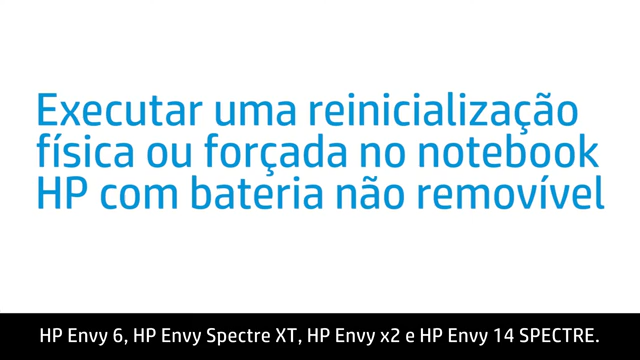 Executar uma reinicialização
física ou forçada no notebook
HP com bateria não removível
HP Envy 6, HP Envy Spectre XT, HP Envy x2 e HP Envy 14 SPECTRE.